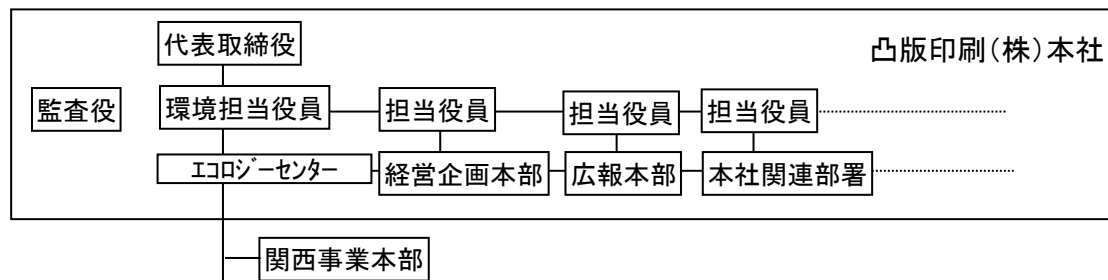 代表取締役
凸版印刷(株)本社
監査役
環境担当役員
担当役員
担当役員
担当役員
エコロジーセンター
経営企画本部
広報本部
本社関連部署
関西事業本部